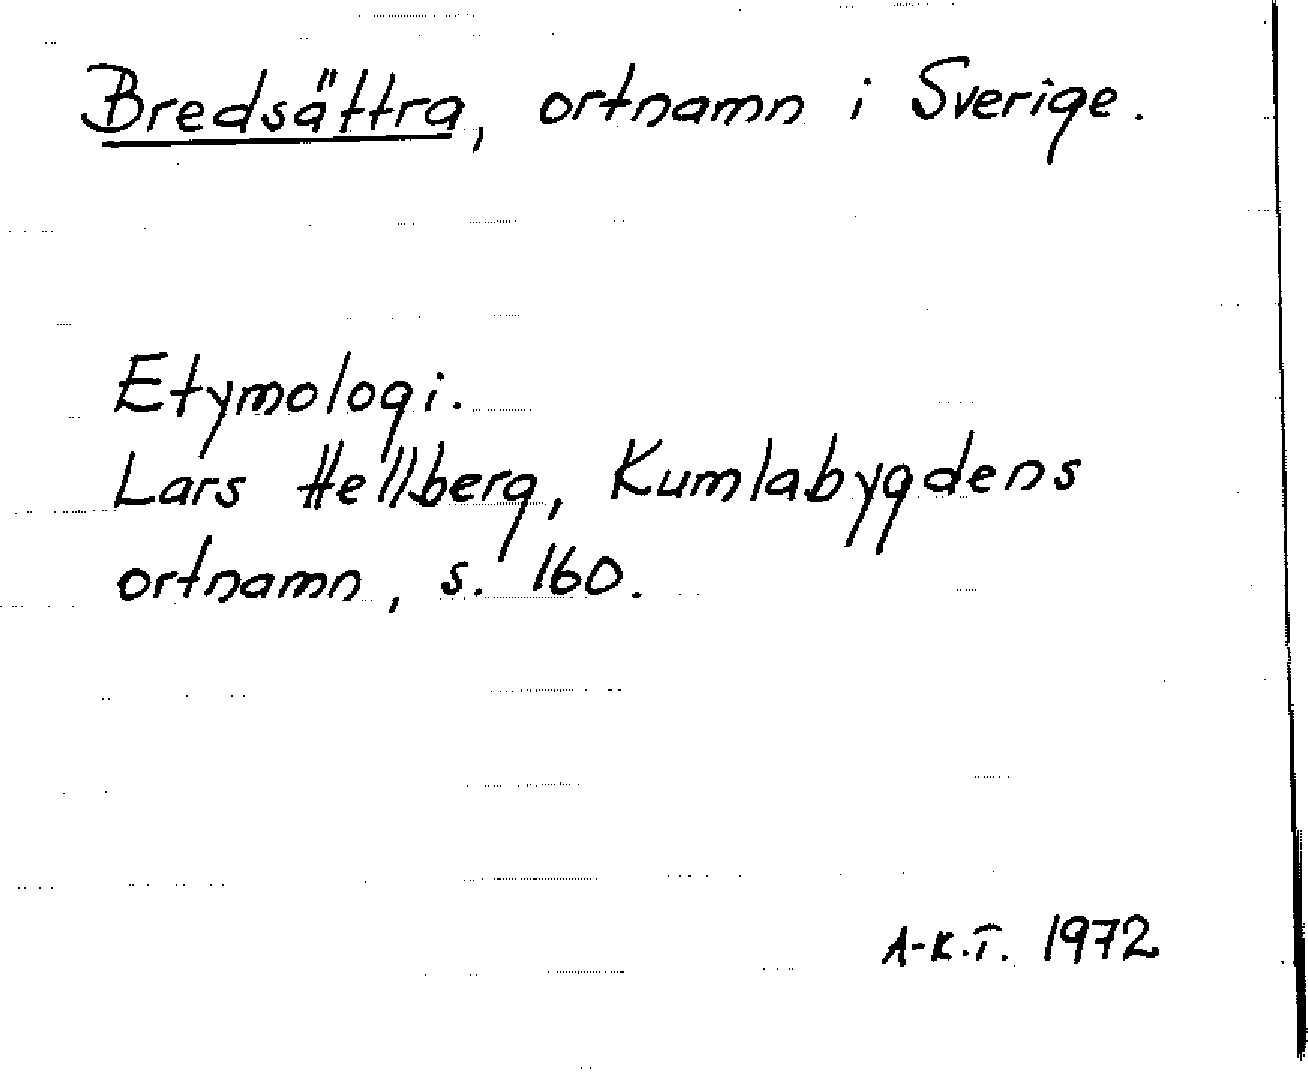 Bredsättra, ortnamn i Sverige.
Etymologi.
Lars Hellberg, Kumlabygdens
ortnamn, s. 160.
A-K.T. 1972